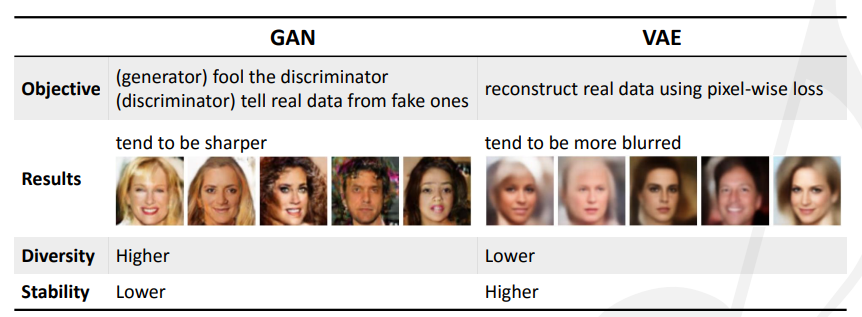 GAN VAE
Objective
(generator) fool the discriminator
(discriminator) tell real data from fake ones
reconstruct real data using pixel-wise loss
Results
tend to be sharper
tend to be more blurred
Diversity Higher Lower
Stability Lower Higher